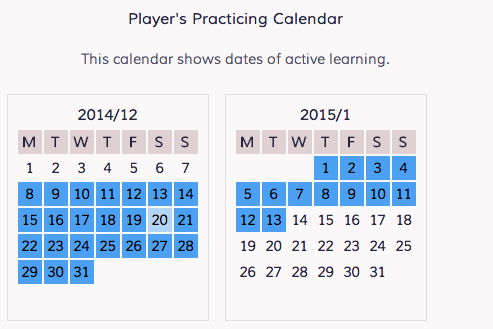 Player's Practicing Calendar
This calendar shows dates of active learning.
2014/12
M T W T F S S
1 2 3 4 5 6 7
8 9 10 11 12 13 14
15 16 17 18 19 20 21
22 23 24 25 26 27 28
29 30 31
2015/1
M T W T F S S
1 2 3 4
5 6 7 8 9 10 11
12 13 14 15 16 17 18
19 20 21 22 23 24 25
26 27 28 29 30 31